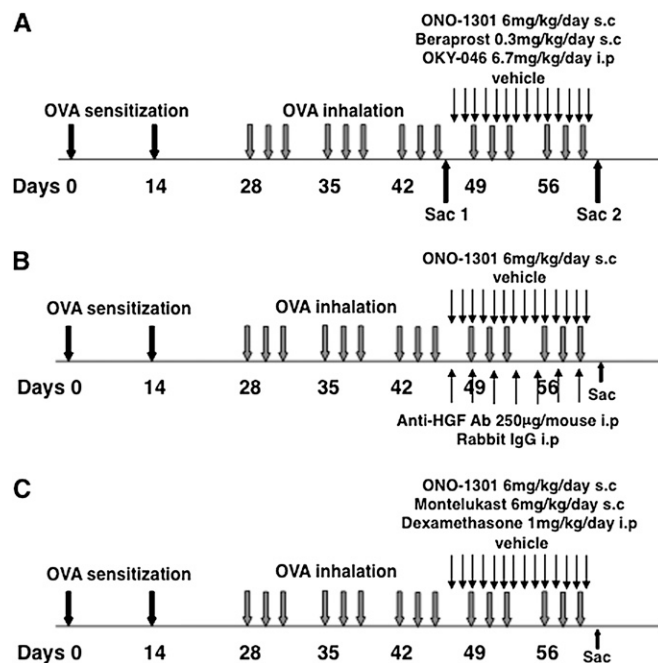 A
ONO-1301 6mg/kg/day s.c
Beraprost 0.3mg/kg/day s.c
OKY-046 6.7mg/kg/day i.p
vehicle
OVA sensitization
OVA inhalation
Days 0 14 28 35 42 49 56
Sac 1 Sac 2
B
ONO-1301 6mg/kg/day s.c
vehicle
OVA sensitization
OVA inhalation
Days 0 14 28 35 42 49 56 Sac
Anti-HGF Ab 250μg/mouse i.p
Rabbit IgG i.p
C
ONO-1301 6mg/kg/day s.c
Montelukast 6mg/kg/day s.c
Dexamethasone 1mg/kg/day i.p
vehicle
OVA sensitization
OVA inhalation
Days 0 14 28 35 42 49 56 Sac